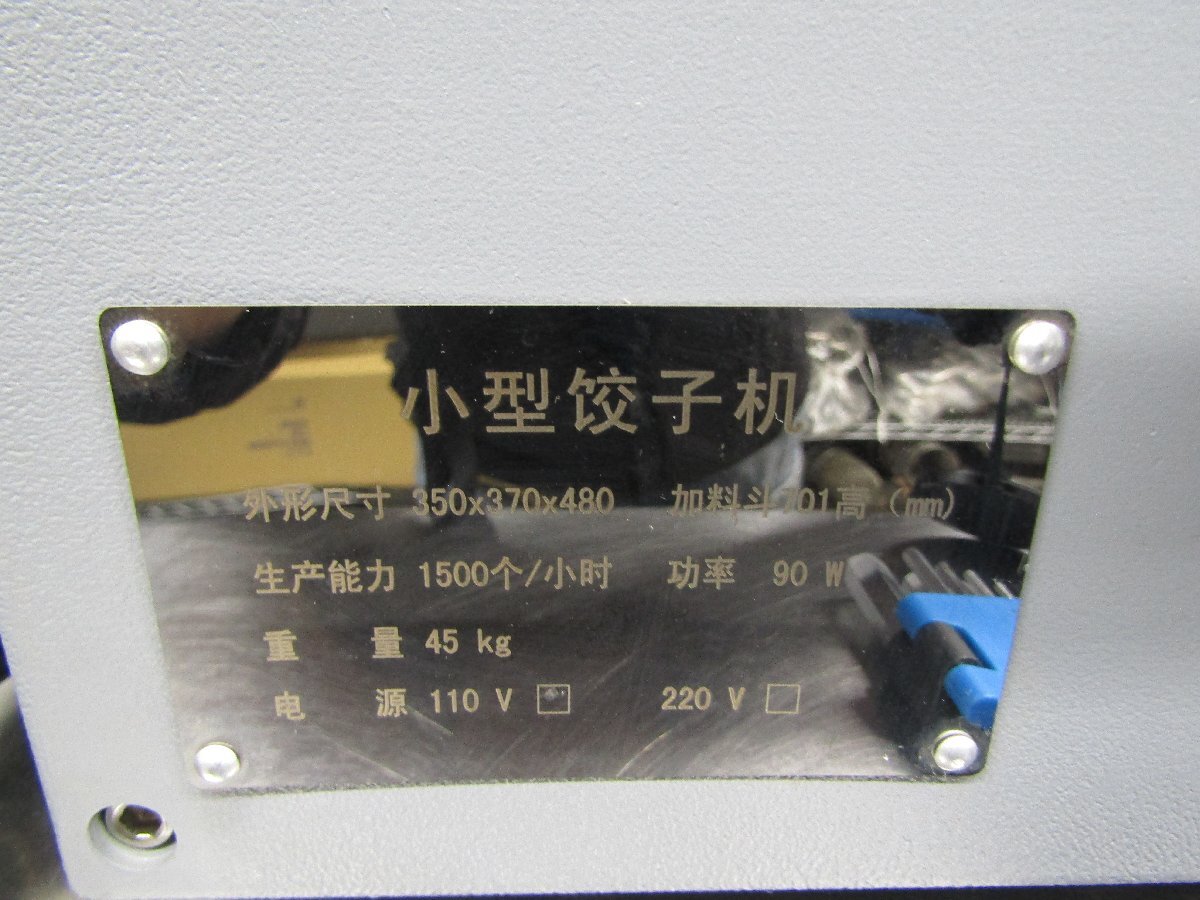 小型饺子机
外形尺寸 350x370x480 加料斗701高（mm）
生产能力 1500个/小时 功率 90 W
重 量 45 kg
电 源 110 V 220 V